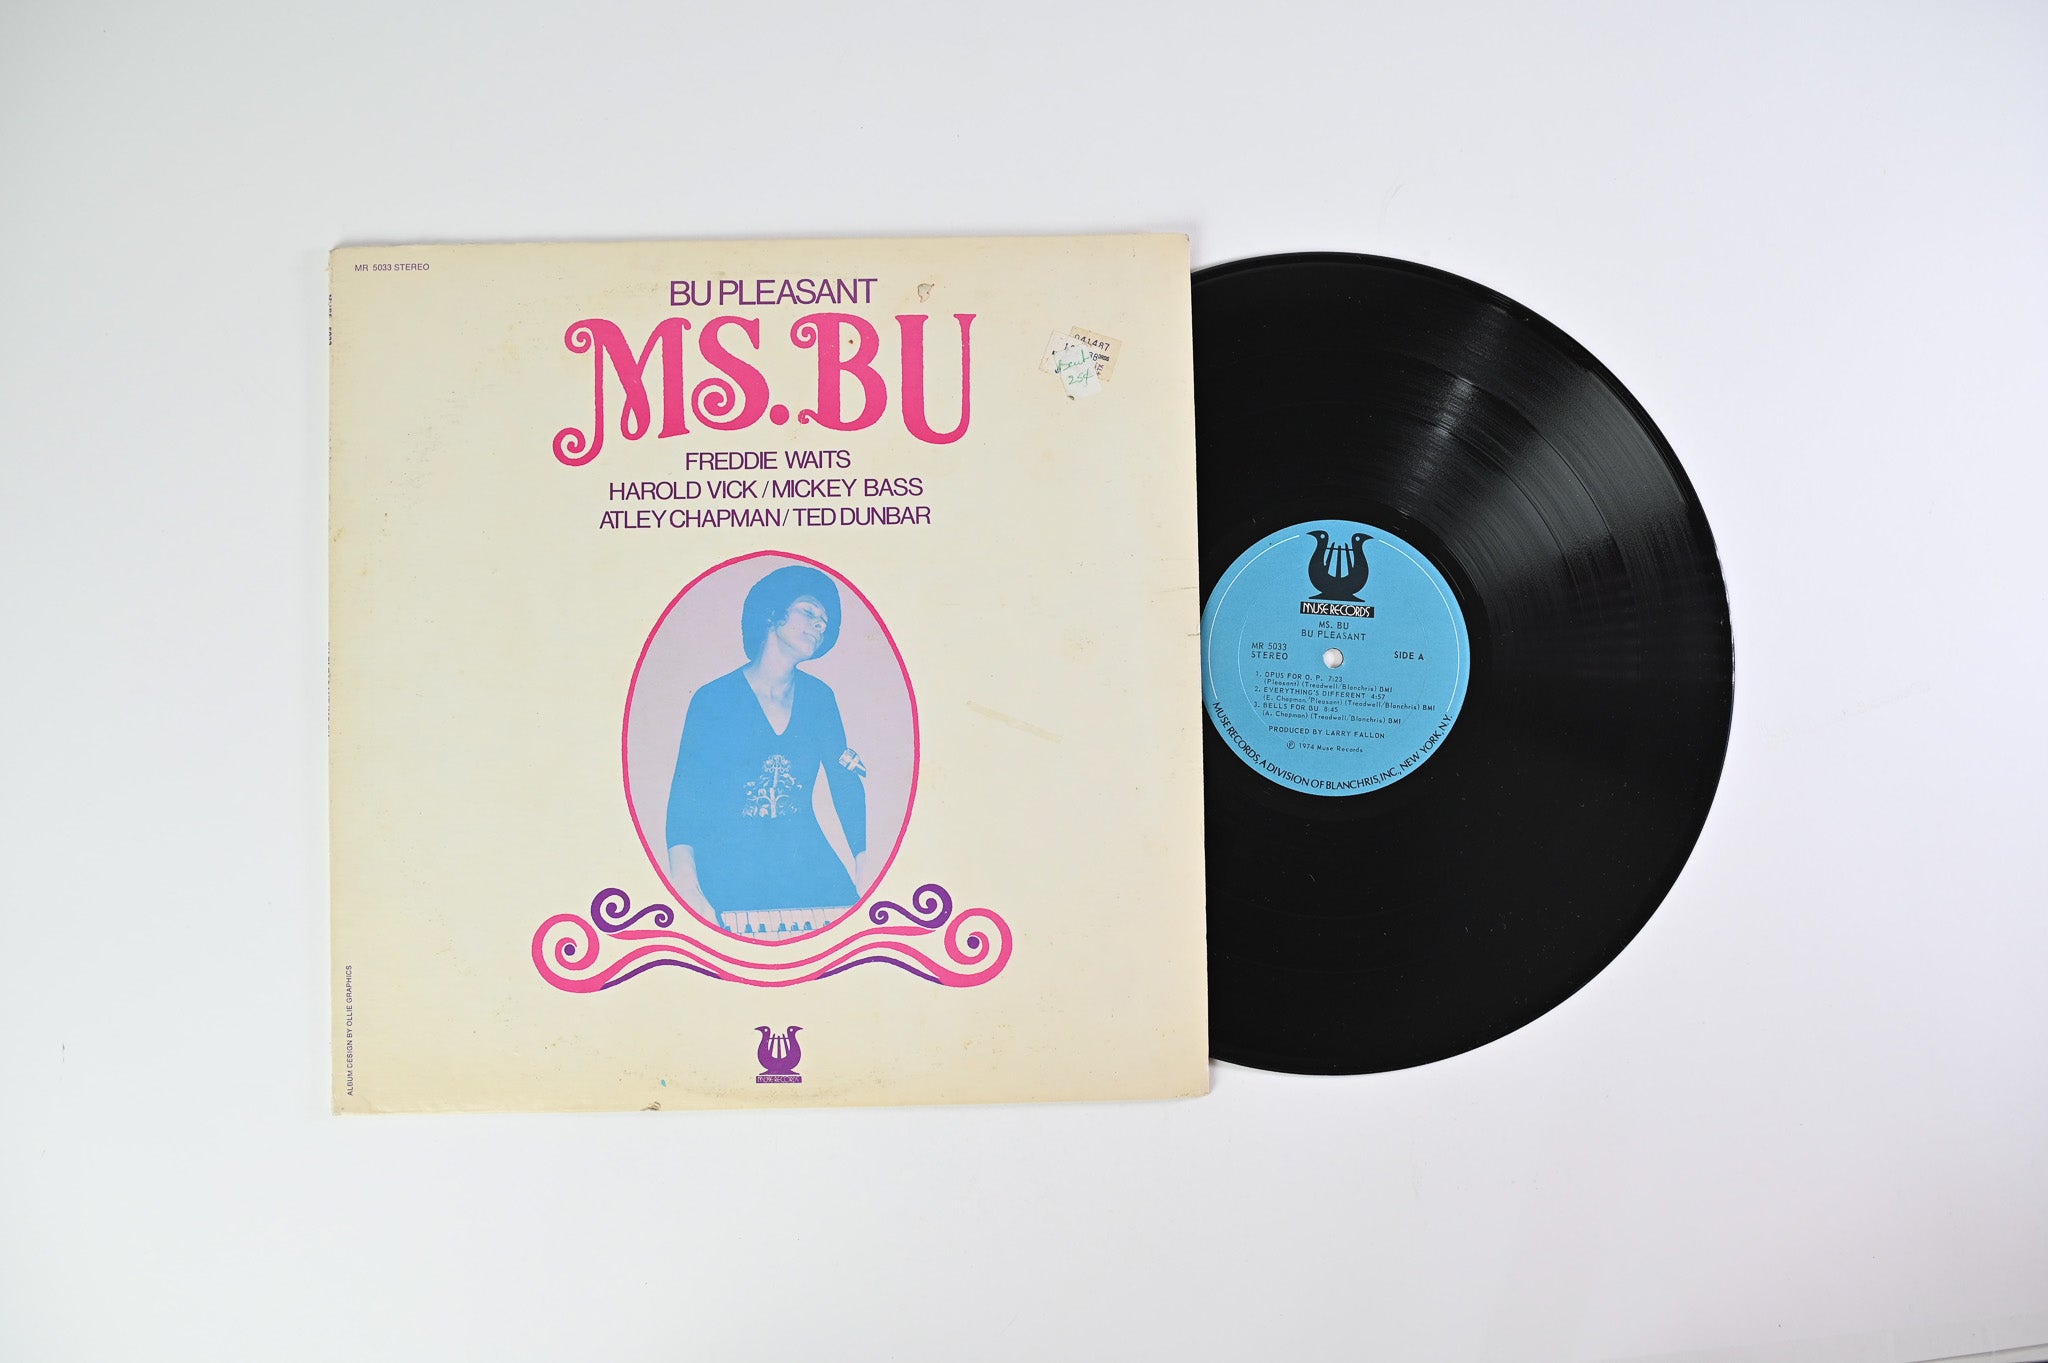 MR 5033 STEREO
BU PLEASANT
MS. BU
FREDDIE WAITS
HAROLD VICK / MICKEY BASS
ATLEY CHAPMAN / TED DUNBAR
041487
25¢
MUSE RECORDS
ALBUM DESIGN BY OLLIE GRAPHICS
MUSE RECORDS
MS. BU
BU PLEASANT
MR 5033
STEREO
SIDE A
1. OPUS FOR O. P. 7:23
(Pleasant) (Treadwell/Blanchris) BMI
2. EVERYTHING'S DIFFERENT 4:57
(E. Chapman/Pleasant) (Treadwell/Blanchris) BMI
3. BELLS FOR BU 8:45
(A. Chapman) (Treadwell/Blanchris) BMI
PRODUCED BY LARRY FALLON
Ⓟ 1974 Muse Records
MUSE RECORDS, A DIVISION OF BLANCHRIS, INC., NEW YORK, N.Y.